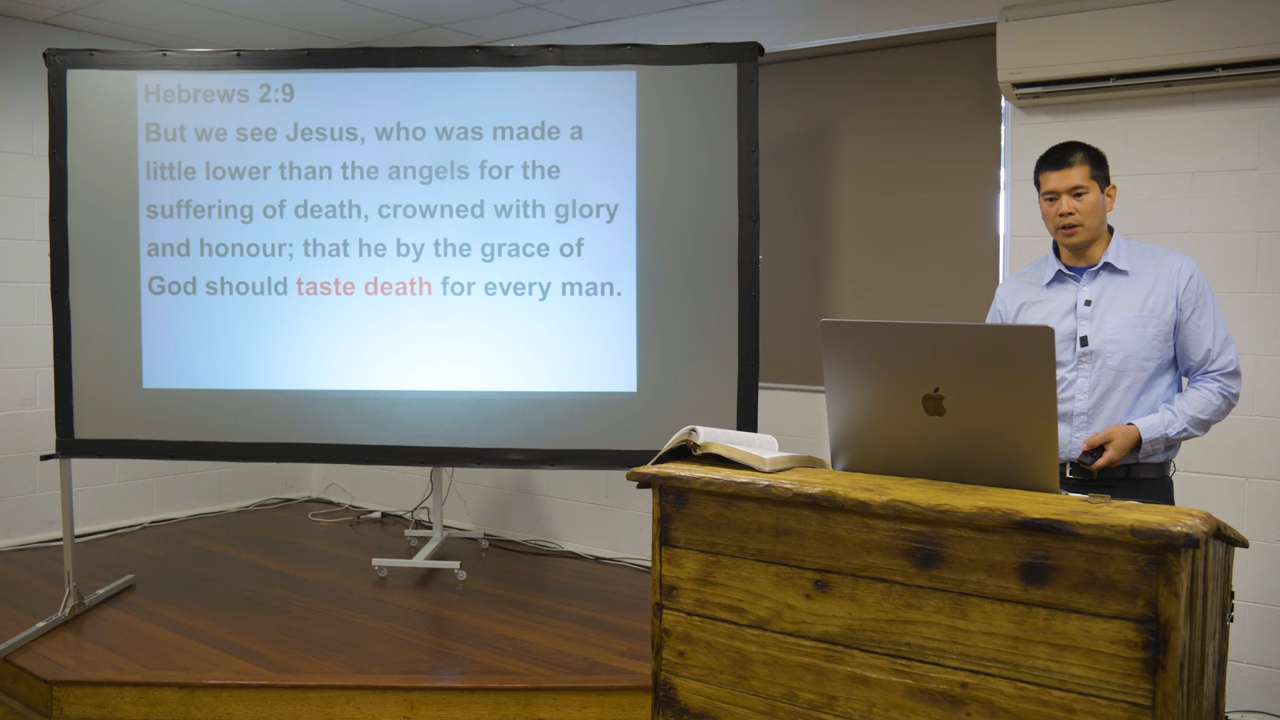 Hebrews 2:9
But we see Jesus, who was made a
little lower than the angels for the
suffering of death, crowned with glory
and honour; that he by the grace of
God should taste death for every man.